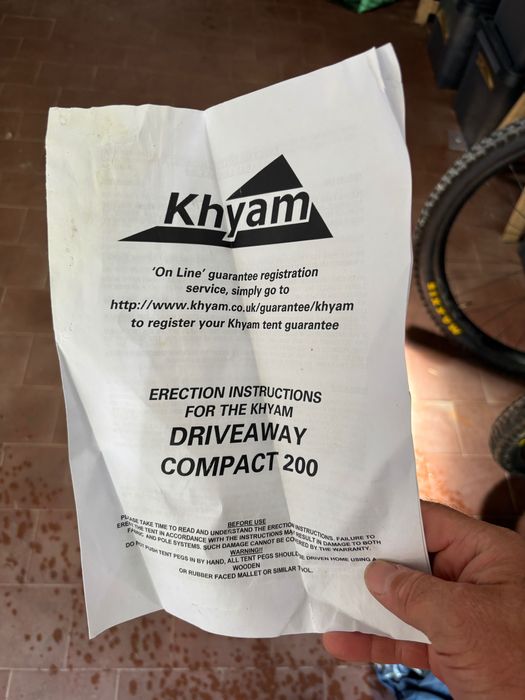 Khyam
'On Line' guarantee registration
service, simply go to
http://www.khyam.co.uk/guarantee/khyam
to register your Khyam tent guarantee
ERECTION INSTRUCTIONS
FOR THE KHYAM
DRIVEAWAY
COMPACT 200
BEFORE USE
PLEASE TAKE TIME TO READ AND UNDERSTAND THE ERECTION INSTRUCTIONS. FAILURE TO
ERECT THE TENT IN ACCORDANCE WITH THE INSTRUCTIONS MAY RESULT IN DAMAGE TO BOTH
FABRIC AND POLE SYSTEMS. SUCH DAMAGE CANNOT BE COVERED BY THE WARRANTY.
WARNING!!
DO NOT PUSH TENT PEGS IN BY HAND, ALL TENT PEGS SHOULD BE DRIVEN HOME USING A
WOODEN
OR RUBBER FACED MALLET OR SIMILAR TOOL.
MAXXIS